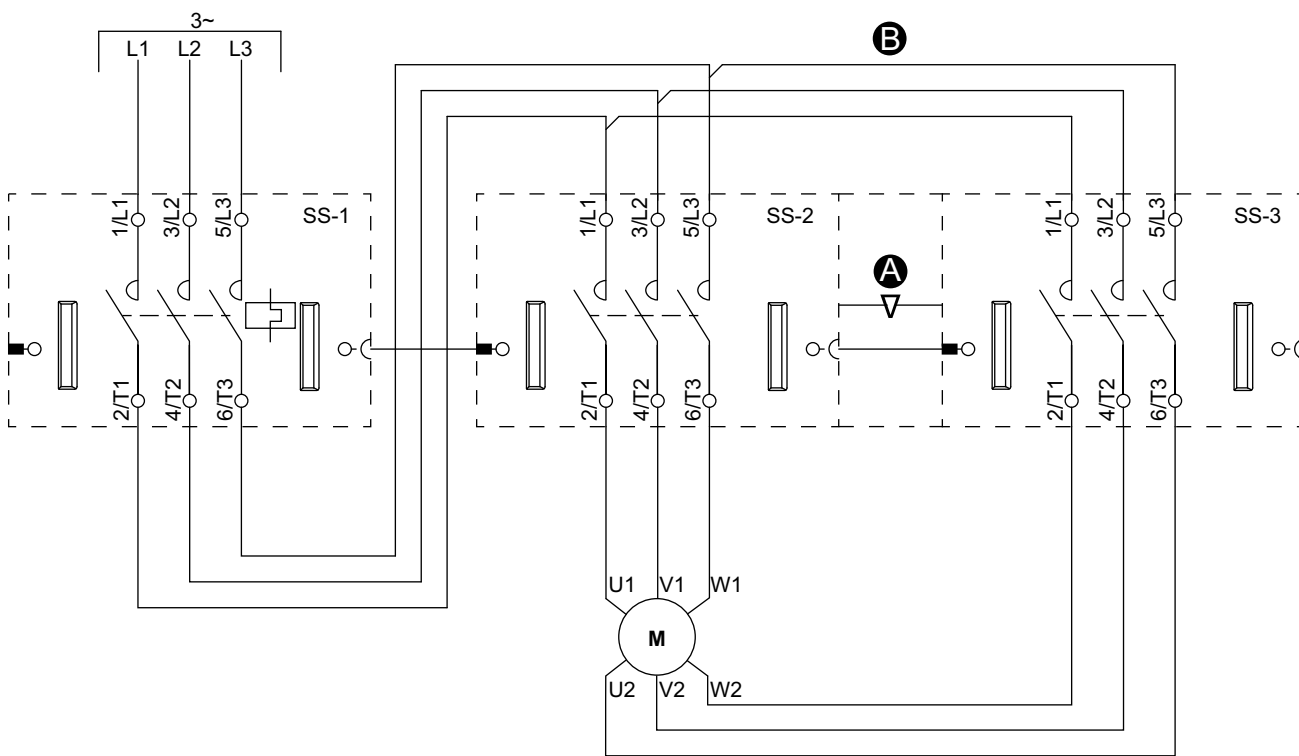 3~
L1 L2 L3
B
1/L1 3/L2 5/L3 SS-1
1/L1 3/L2 5/L3 SS-2
1/L1 3/L2 5/L3 SS-3
A
2/T1 4/T2 6/T3
2/T1 4/T2 6/T3
2/T1 4/T2 6/T3
U1 V1 W1
M
U2 V2 W2